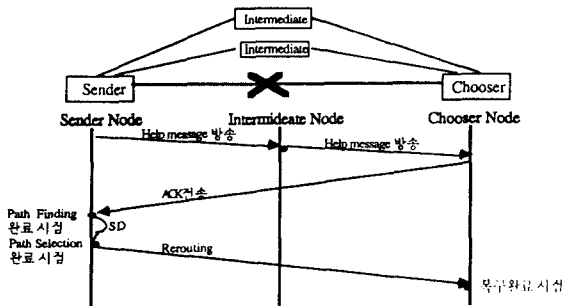 Intermediate
Intermediate
Sender
Chooser
Sender Node
Intermideate Node
Chooser Node
Help message 방송
Help message 방송
ACK전송
Path Finding
완료 시점
SD
Path Selection
완료 시점
Rerouting
복구완료 시점